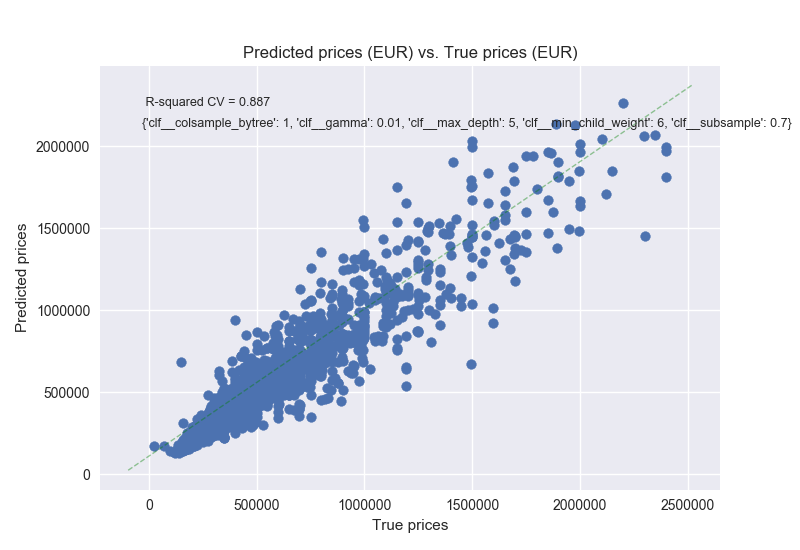 Predicted prices (EUR) vs. True prices (EUR)
R-squared CV = 0.887
{'clf__colsample_bytree': 1, 'clf__gamma': 0.01, 'clf__max_depth': 5, 'clf__min_child_weight': 6, 'clf__subsample': 0.7}
2000000
1500000
1000000
500000
0
Predicted prices
0 500000 1000000 1500000 2000000 2500000
True prices